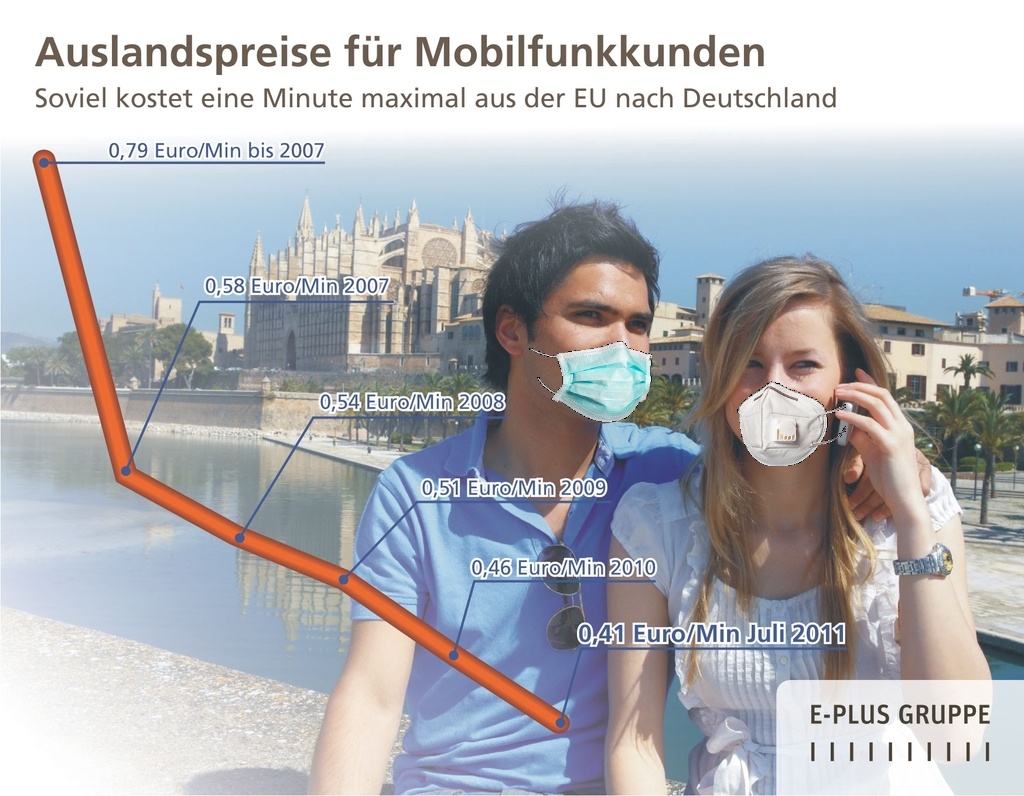 Auslandspreise für Mobilfunkkunden
Soviel kostet eine Minute maximal aus der EU nach Deutschland
0,79 Euro/Min bis 2007
0,58 Euro/Min 2007
0,54 Euro/Min 2008
0,51 Euro/Min 2009
0,46 Euro/Min 2010
0,41 Euro/Min Juli 2011
E-PLUS GRUPPE